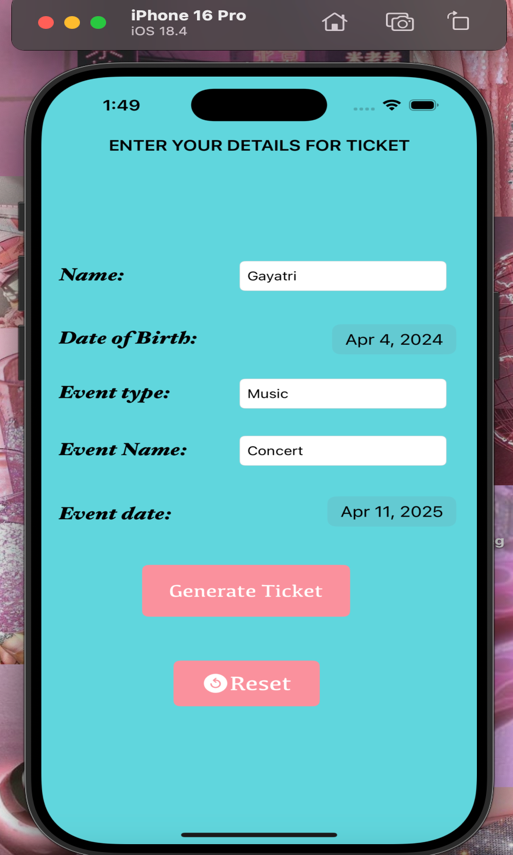 iPhone 16 Pro
iOS 18.4
1:49
ENTER YOUR DETAILS FOR TICKET
Name: Gayatri
Date of Birth: Apr 4, 2024
Event type: Music
Event Name: Concert
Event date: Apr 11, 2025
g
Generate Ticket
Reset